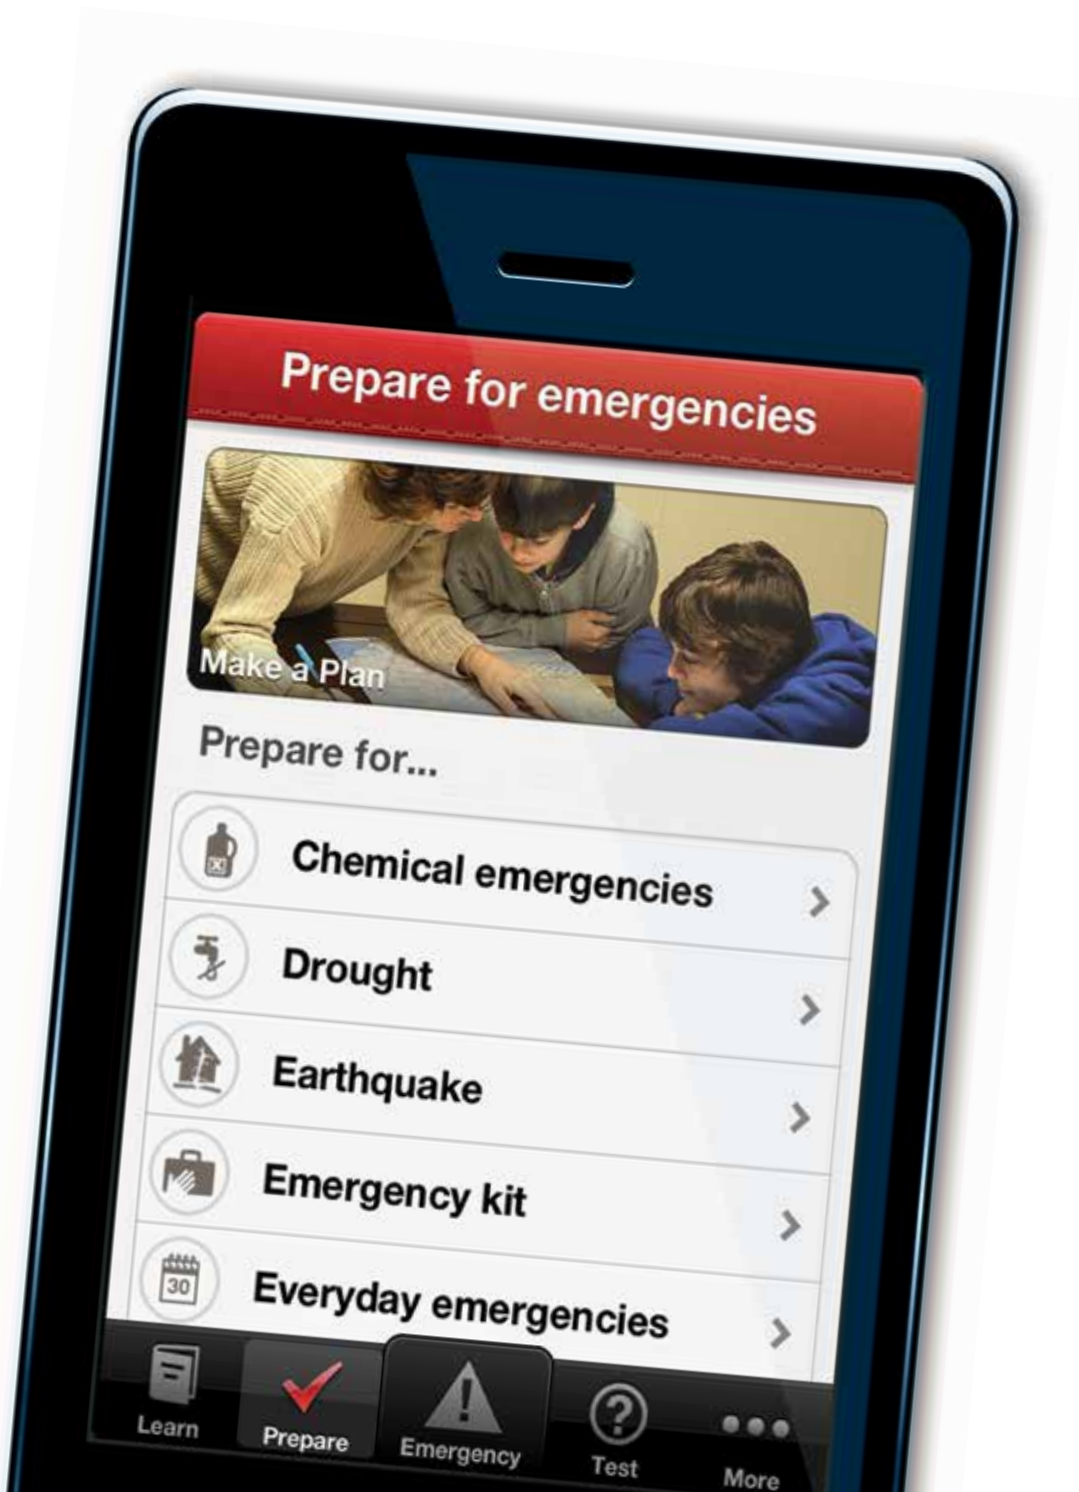 Prepare for emergencies
Make a Plan
Prepare for...
Chemical emergencies
Drought
Earthquake
Emergency kit
30
Everyday emergencies
Learn
Prepare
Emergency
Test
More